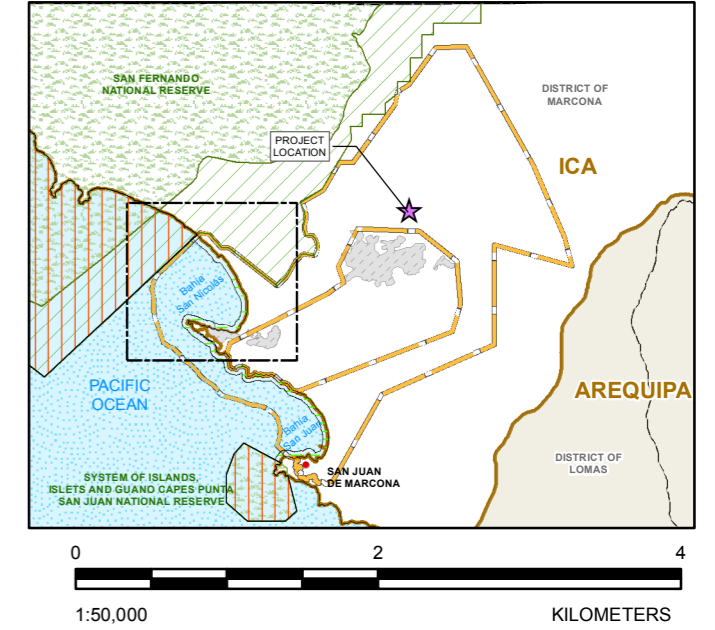 SAN FERNANDO
NATIONAL RESERVE
DISTRICT OF
MARCONA
PROJECT
LOCATION
ICA
Bahia
San Nicolás
PACIFIC
OCEAN
AREQUIPA
Bahia
San Juan
DISTRICT OF
LOMAS
SAN JUAN
DE MARCONA
SYSTEM OF ISLANDS,
ISLETS AND GUANO CAPES PUNTA
SAN JUAN NATIONAL RESERVE
0 2 4
1:50,000 KILOMETERS